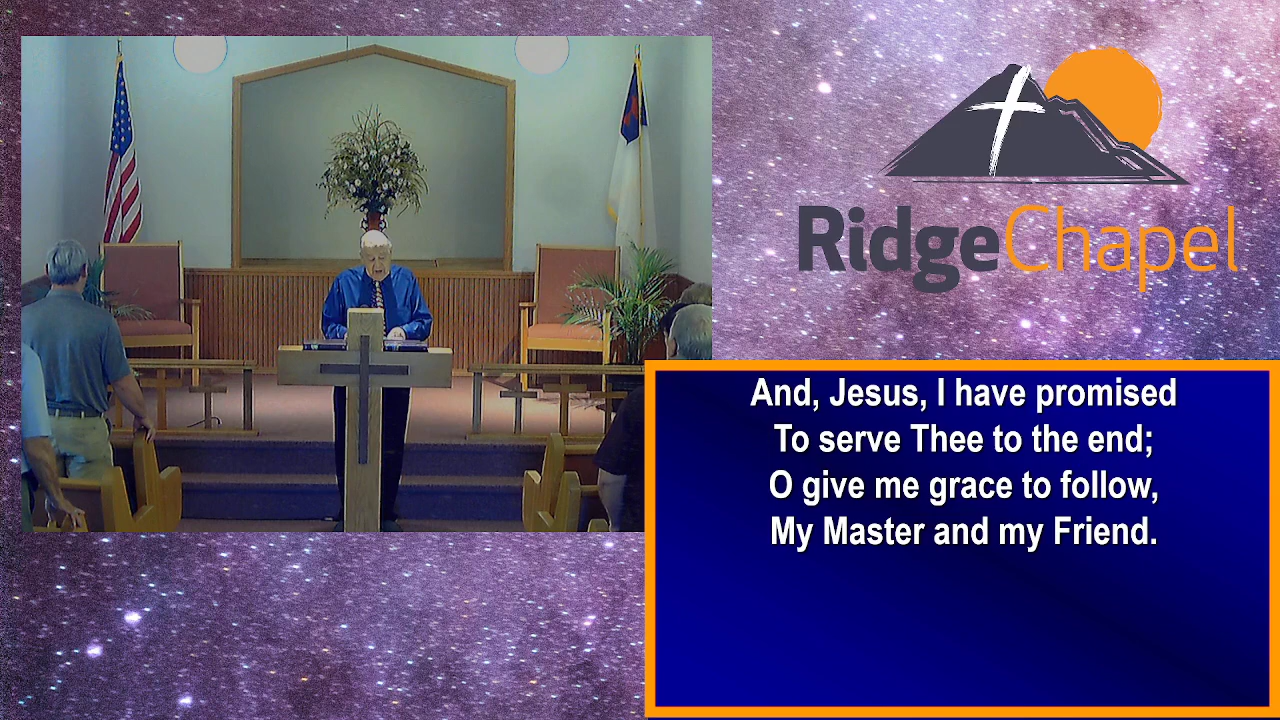 RidgeChapel
And, Jesus, I have promised
To serve Thee to the end;
O give me grace to follow,
My Master and my Friend.